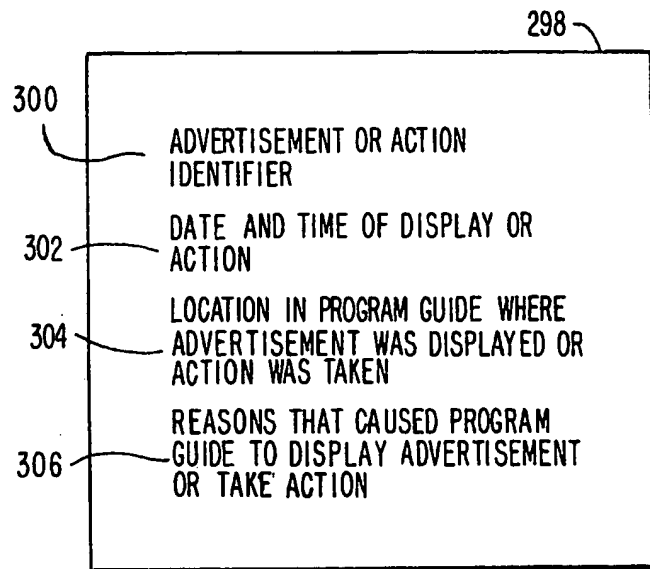 298
300
ADVERTISEMENT OR ACTION
IDENTIFIER
302
DATE AND TIME OF DISPLAY OR
ACTION
304
LOCATION IN PROGRAM GUIDE WHERE
ADVERTISEMENT WAS DISPLAYED OR
ACTION WAS TAKEN
306
REASONS THAT CAUSED PROGRAM
GUIDE TO DISPLAY ADVERTISEMENT
OR TAKE ACTION